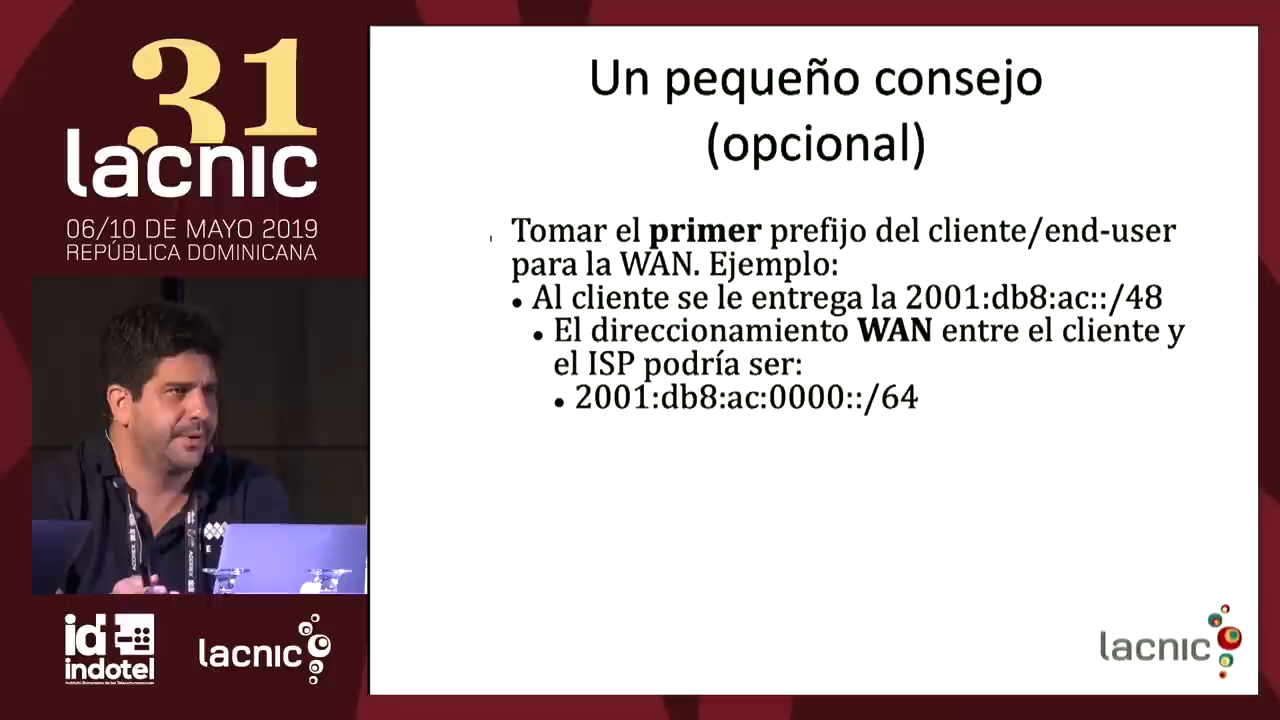 31
lacnic
06/10 DE MAYO 2019
REPÚBLICA DOMINICANA
Un pequeño consejo
(opcional)
Tomar el primer prefijo del cliente/end-user
para la WAN. Ejemplo:
• Al cliente se le entrega la 2001:db8:ac::/48
• El direccionamiento WAN entre el cliente y
el ISP podría ser:
• 2001:db8:ac:0000::/64
id
indotel
lacnic
lacnic